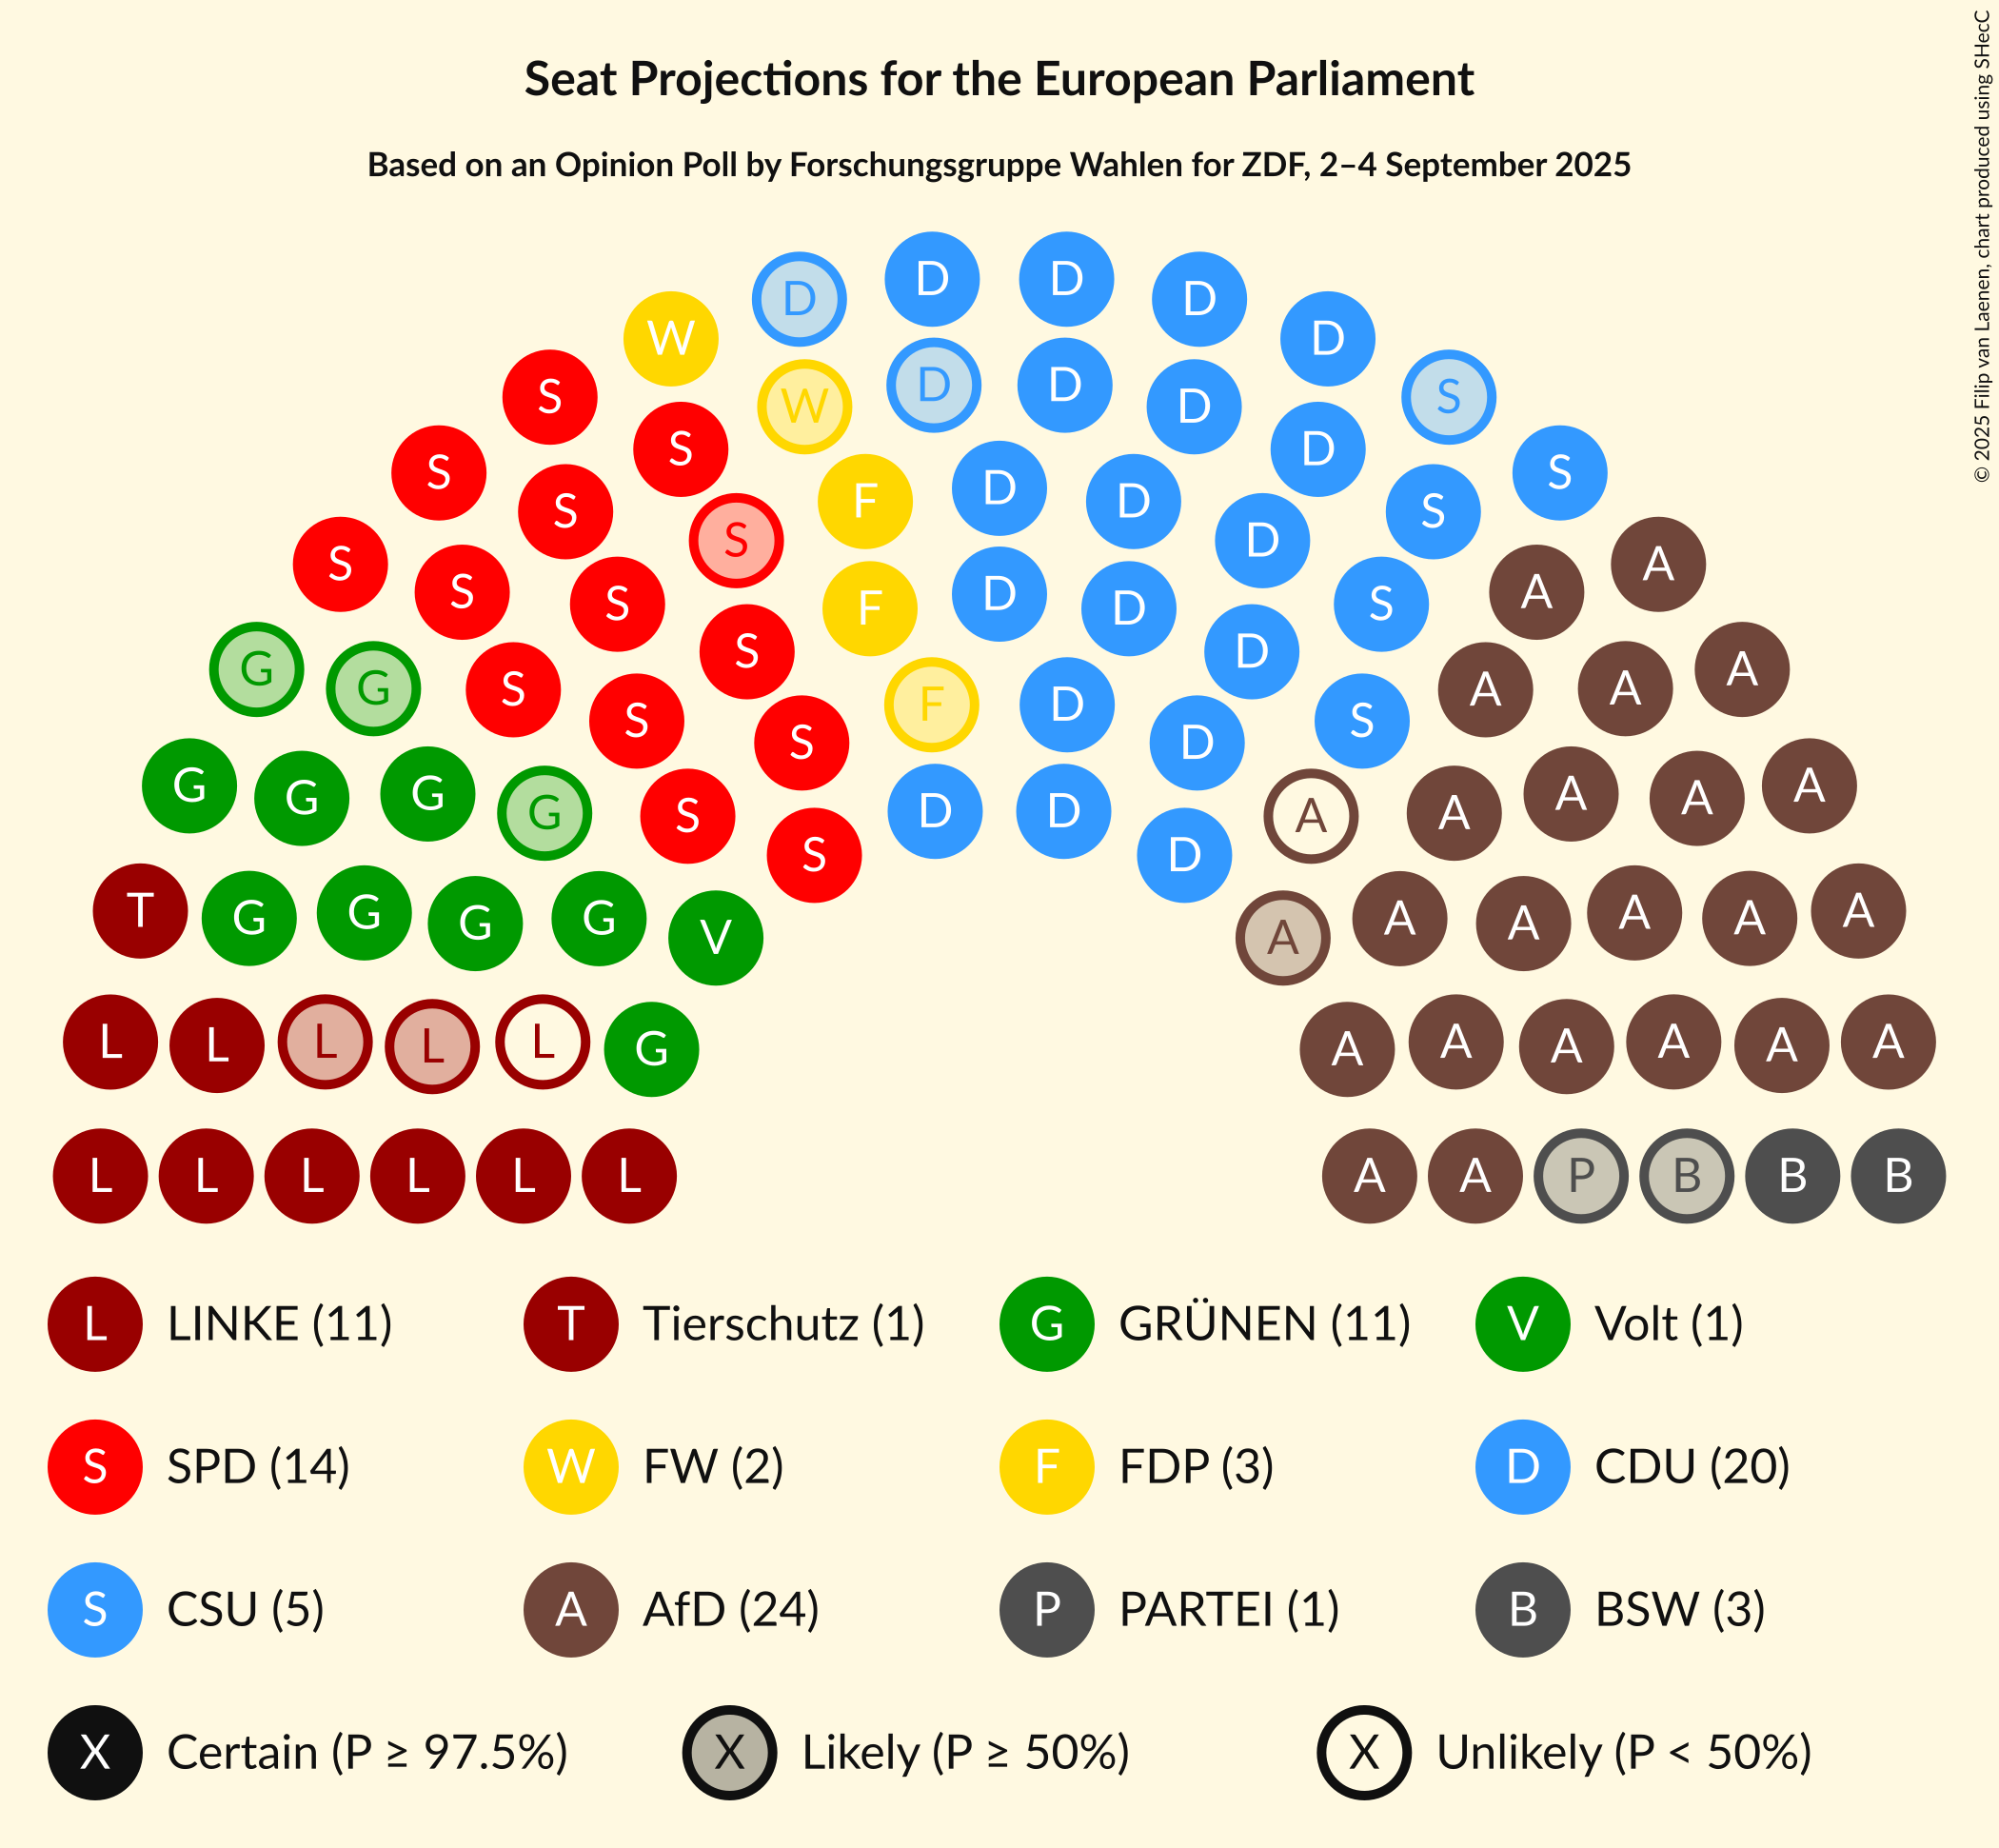 Seat Projections for the European Parliament
Based on an Opinion Poll by Forschungsgruppe Wahlen for ZDF, 2–4 September 2025
© 2025 Filip van Laenen, chart produced using SHecC
D D
D D
W D
D D
S S
W D
S D
D S
S S
F D
S S
S D
F D
S A
S A
S S
D A
S D
G A
F D
G A
S A
S S
S D
G A
G A
G A
G A
S A
D D
S D
T A
G A
G A
G A
G A
V A
L L L L L G A A A A A A
L L L L L L A A P B B B
L LINKE (11) T Tierschutz (1) G GRÜNEN (11) V Volt (1)
S SPD (14) W FW (2) F FDP (3) D CDU (20)
S CSU (5) A AfD (24) P PARTEI (1) B BSW (3)
X Certain (P ≥ 97.5%) X Likely (P ≥ 50%) X Unlikely (P < 50%)